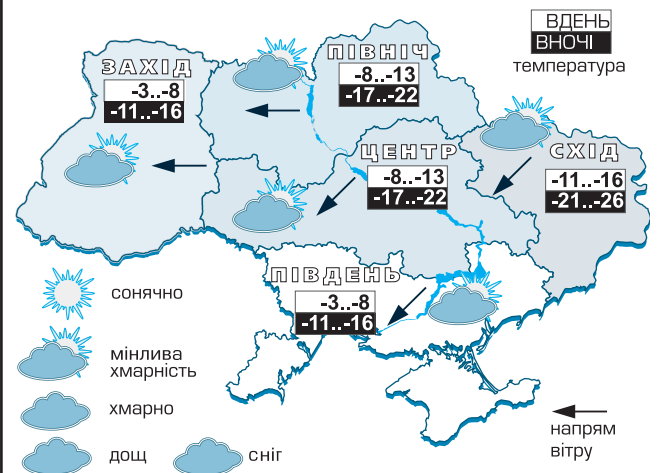 ВДЕНЬ
ВНОЧІ
температура
ПІВНІЧ
-8..-13
-17..-22
ЗАХІД
-3..-8
-11..-16
ЦЕНТР
-8..-13
-17..-22
СХІД
-11..-16
-21..-26
ПІВДЕНЬ
-3..-8
-11..-16
сонячно
мінлива
хмарність
хмарно
дощ
сніг
напрям
вітру